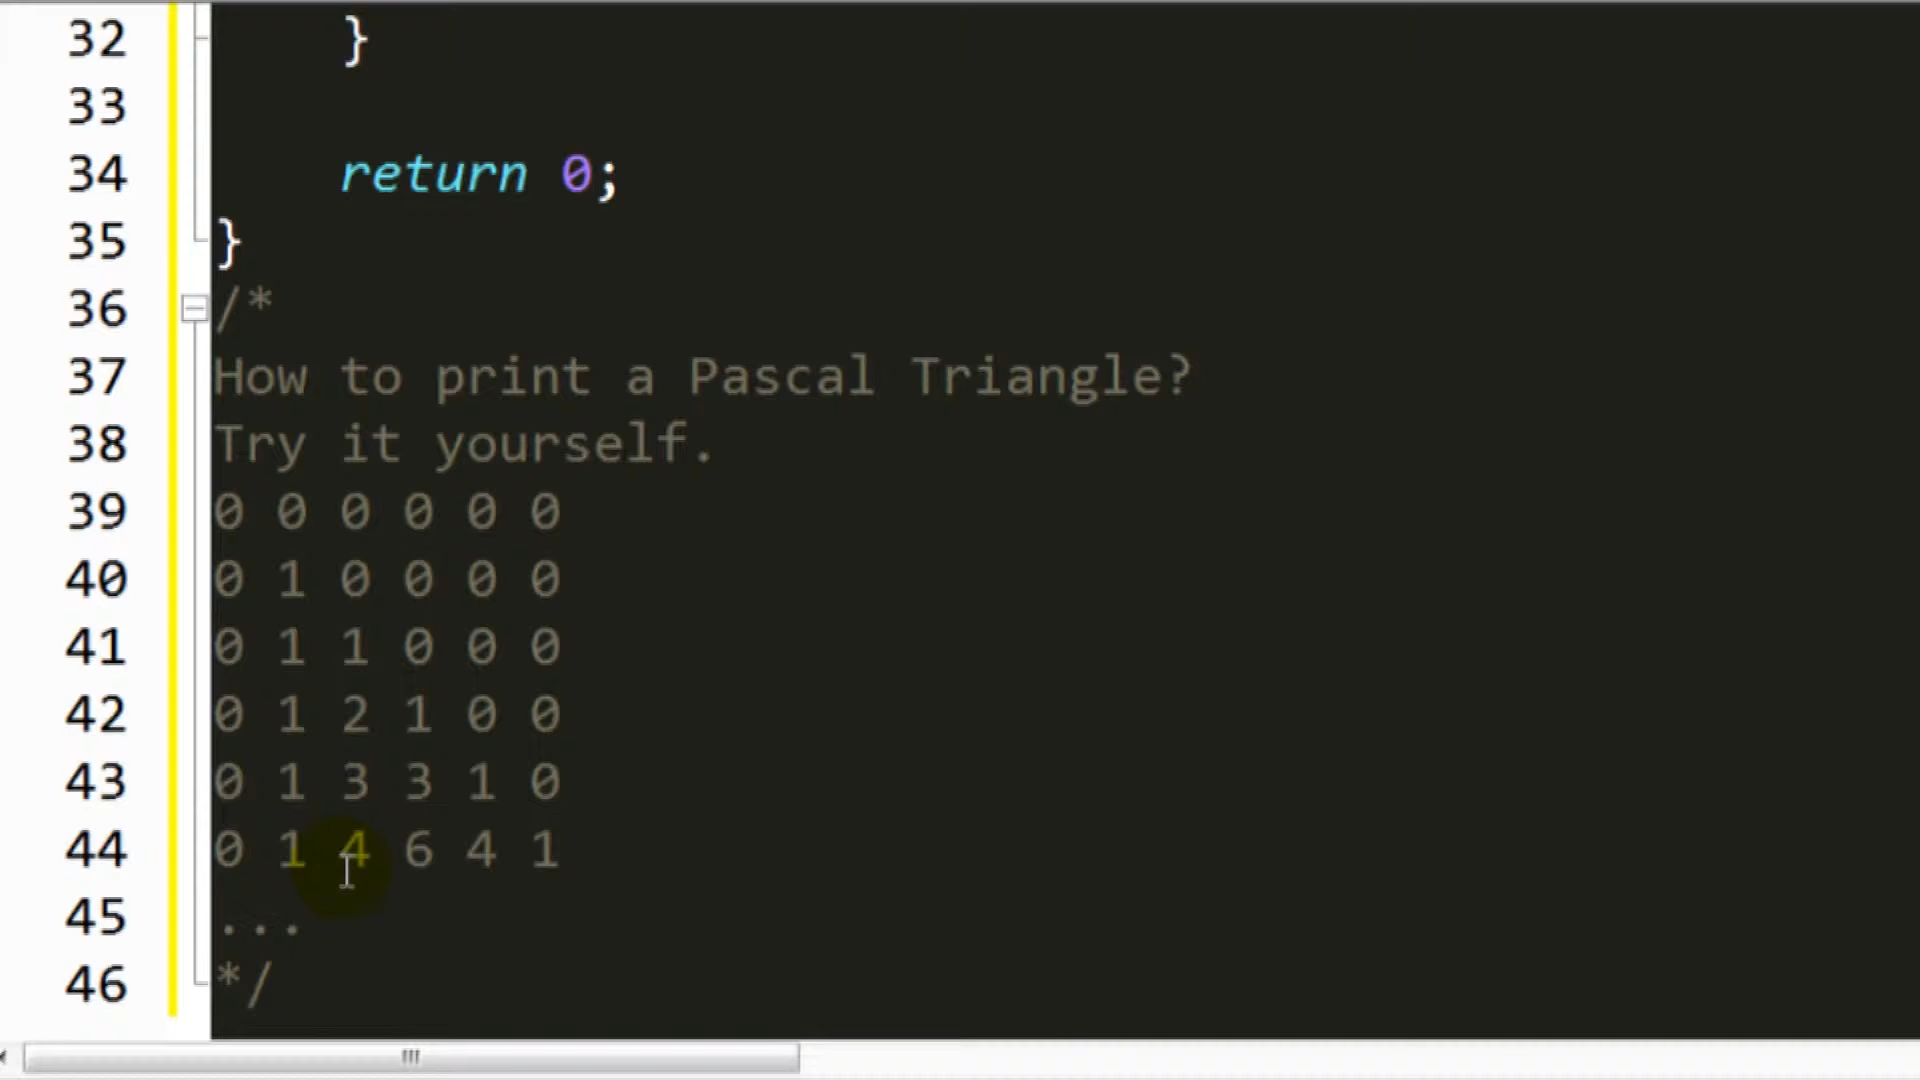 32 }
33
34 return 0;
35 }
36 /*
37 How to print a Pascal Triangle?
38 Try it yourself.
39 0 0 0 0 0 0
40 0 1 0 0 0 0
41 0 1 1 0 0 0
42 0 1 2 1 0 0
43 0 1 3 3 1 0
44 0 1 4 6 4 1
45 ...
46 */